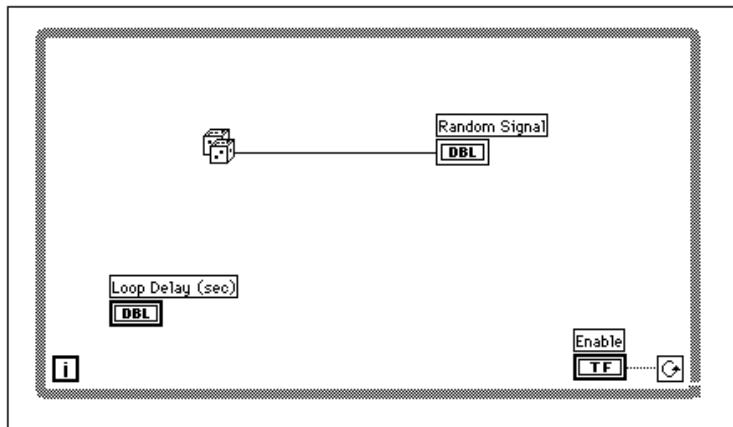 Random Signal
DBL
Loop Delay (sec)
DBL
Enable
TF
i